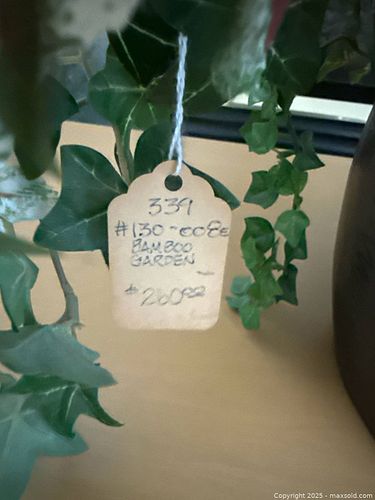 339
#130-008E
BAMBOO
GARDEN
$260.00
Copyright 2025 - maxsold.com